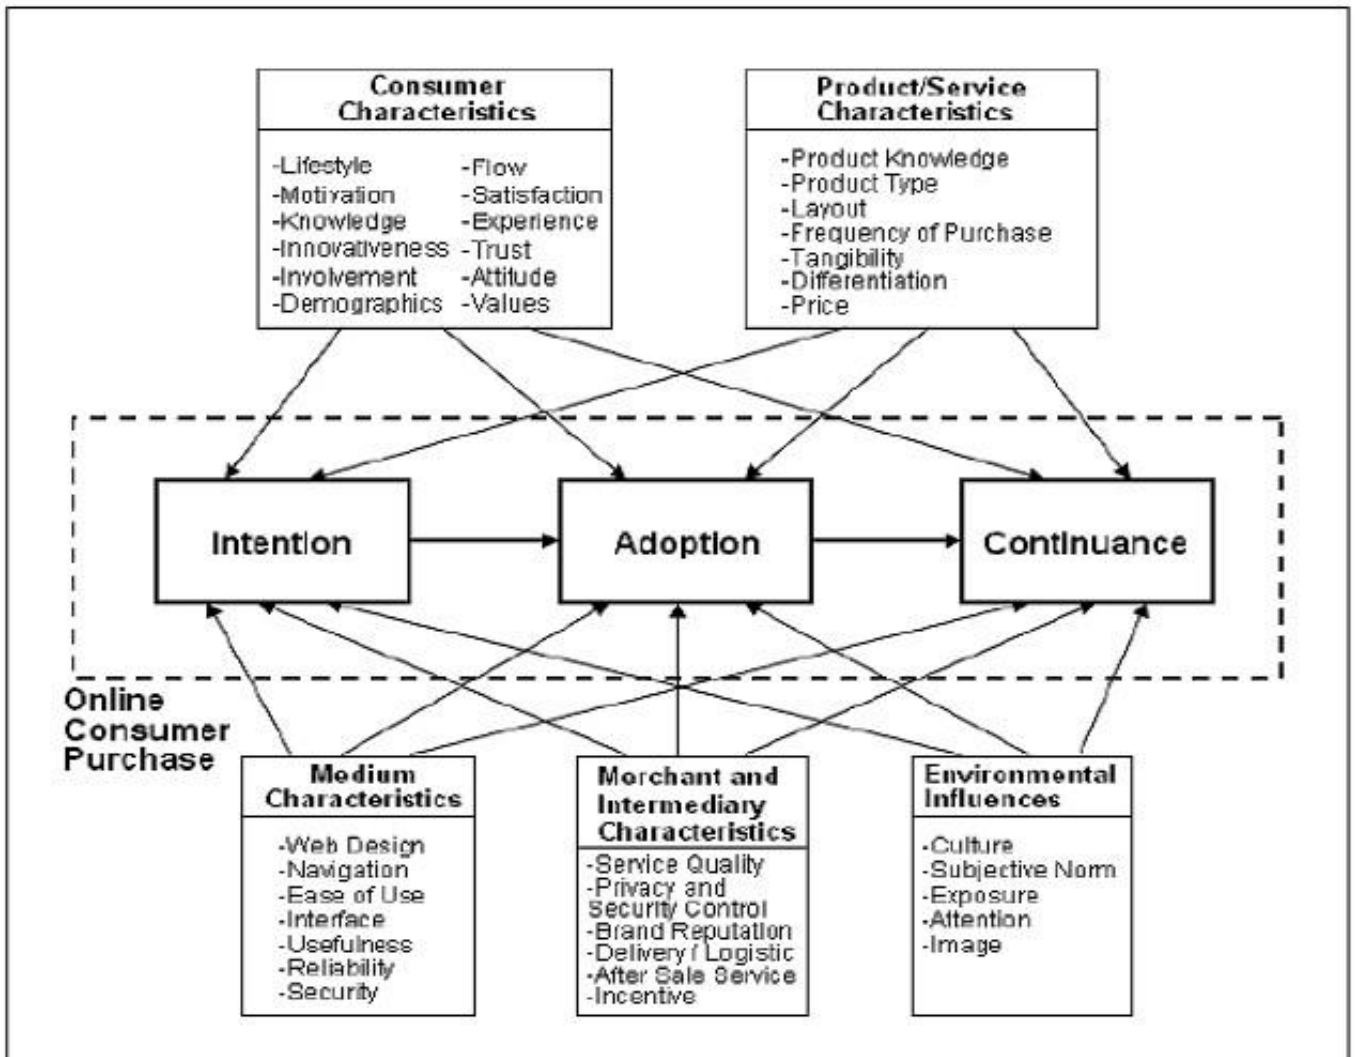 Consumer
Characteristics
-Lifestyle
-Motivation
-Knowledge
-Innovativeness
-Involvement
-Demographics
-Flow
-Satisfaction
-Experience
-Trust
-Attitude
-Values
Product/Service
Characteristics
-Product Knowledge
-Product Type
-Layout
-Frequency of Purchase
-Tangibility
-Differentiation
-Price
Intention
Adoption
Continuance
Online
Consumer
Purchase
Medium
Characteristics
-Web Design
-Navigation
-Ease of Use
-Interface
-Usefulness
-Reliability
-Security
Morchant and
Intermediary
Characteristics
-Service Quality
-Privacy and
Security Control
-Brand Reputation
-Delivery/ Logistic
-After Sale Service
-Incentive
Environmental
Influences
-Culture
-Subjective Norm
-Exposure
-Attention
-Image